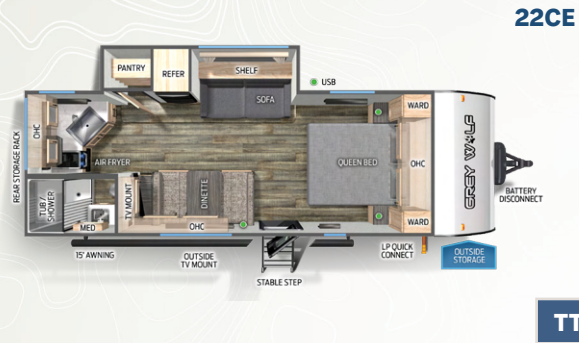 22CE
PANTRY
REFER
SHELF
USB
SOFA
WARD
OHC
REAR STORAGE RACK
AIR FRYER
QUEEN BED
OHC
GREY WOLF
BATTERY
DISCONNECT
TUB /
SHOWER
MED
TV MOUNT
DINETTE
OHC
WARD
15' AWNING
OUTSIDE
TV MOUNT
STABLE STEP
LP QUICK
CONNECT
OUTSIDE
STORAGE
TT